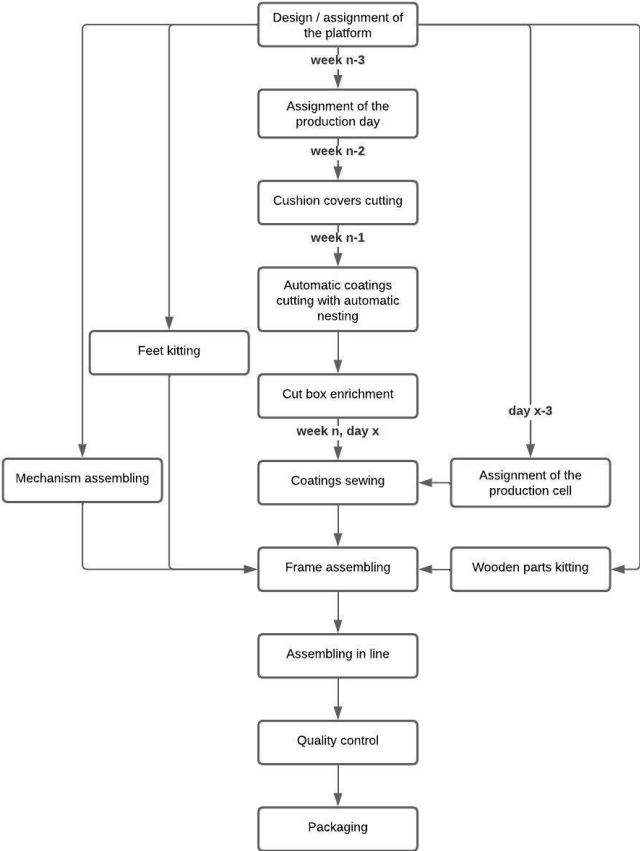 Design / assignment of
the platform
week n-3
Assignment of the
production day
week n-2
Cushion covers cutting
week n-1
Automatic coatings
cutting with automatic
nesting
Feet kitting
Cut box enrichment
day x-3
week n, day x
Mechanism assembling
Coatings sewing
Assignment of the
production cell
Frame assembling
Wooden parts kitting
Assembling in line
Quality control
Packaging